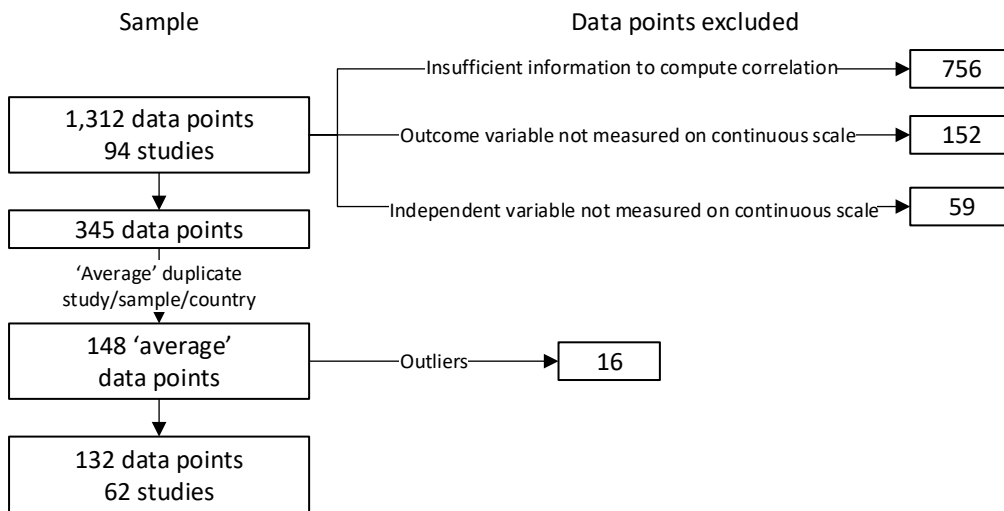 Sample
Data points excluded
Insufficient information to compute correlation
756
1,312 data points
94 studies
Outcome variable not measured on continuous scale
152
Independent variable not measured on continuous scale
59
345 data points
‘Average’ duplicate
study/sample/country
148 ‘average’
data points
Outliers
16
132 data points
62 studies